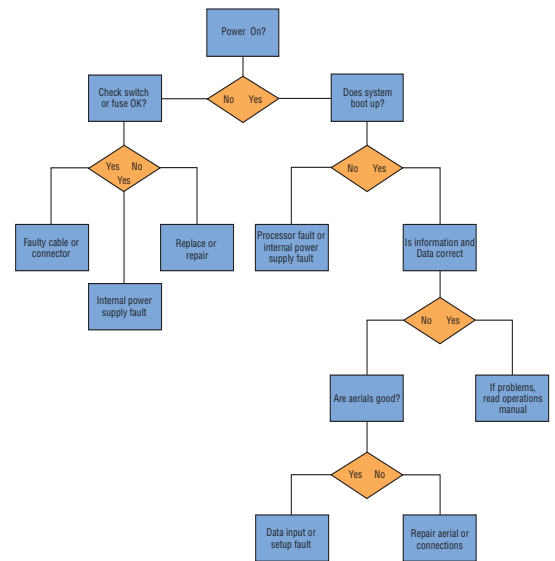 Power On?
Check switch
or fuse OK?
No Yes
Does system
boot up?
Yes No
Yes
No Yes
Faulty cable or
connector
Replace or
repair
Processor fault or
internal power
supply fault
Is information and
Data correct
Internal power
supply fault
No Yes
Are aerials good?
If problems,
read operations
manual
Yes No
Data input or
setup fault
Repair aerial or
connections